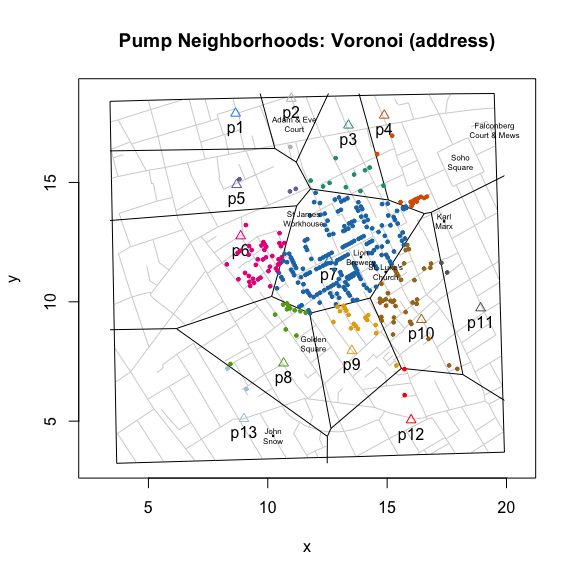 Pump Neighborhoods: Voronoi (address)
p1
p2
Adam & Eve
Court
p3
p4
Falconberg
Court & Mews
Soho
Square
p5
St James
Workhouse
Karl
Marx
p6
Lion
Brewery
p7
St Luke's
Church
p10
p11
Golden
Square
p8
p9
p13
John
Snow
p12
5
10
15
y
5
10
15
20
x